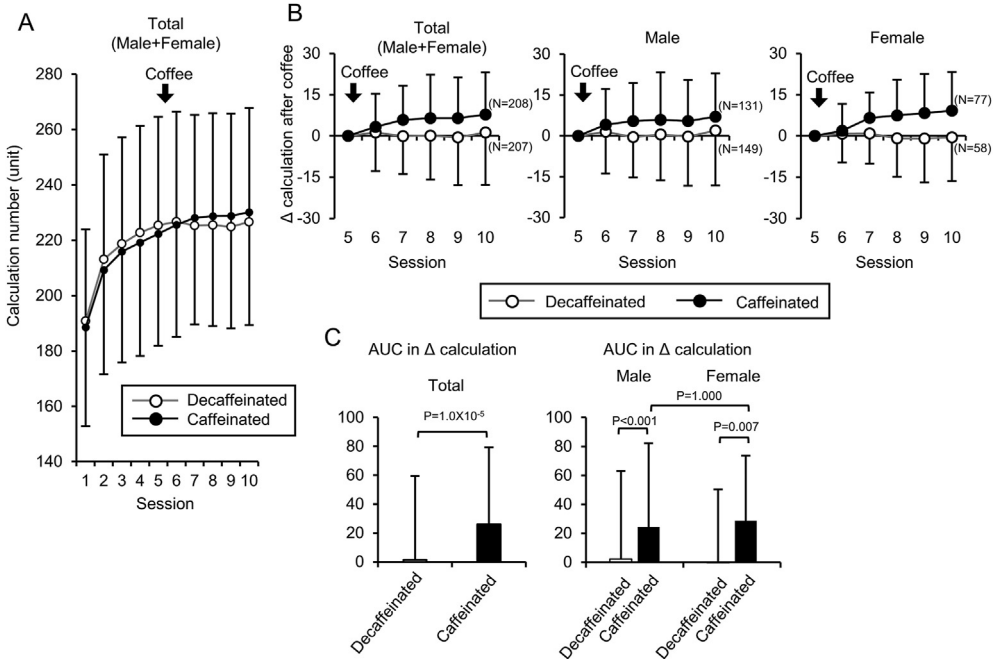 A
Total
(Male+Female)
Coffee
280
260
240
220
200
180
160
140
Calculation number (unit)
1 2 3 4 5 6 7 8 9 10
Session
Decaffeinated
Caffeinated
B
Total
(Male+Female)
Coffee
30
15
0
-15
-30
Δ calculation after coffee
(N=208)
(N=207)
5 6 7 8 9 10
Session
Male
Coffee
30
15
0
-15
-30
(N=131)
(N=149)
5 6 7 8 9 10
Session
Female
Coffee
30
15
0
-15
-30
(N=77)
(N=58)
5 6 7 8 9 10
Session
Decaffeinated
Caffeinated
C
AUC in Δ calculation
Total
P=1.0X10-5
100
80
60
40
20
0
Decaffeinated
Caffeinated
AUC in Δ calculation
Male Female
P=1.000
P<0.001
P=0.007
100
80
60
40
20
0
Decaffeinated
Caffeinated
Decaffeinated
Caffeinated